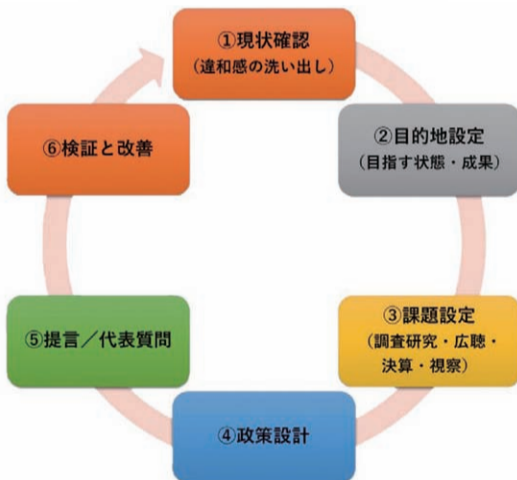 ①現状確認
（違和感の洗い出し）
②目的地設定
（目指す状態・成果）
③課題設定
（調査研究・広聴・
決算・視察）
④政策設計
⑤提言／代表質問
⑥検証と改善